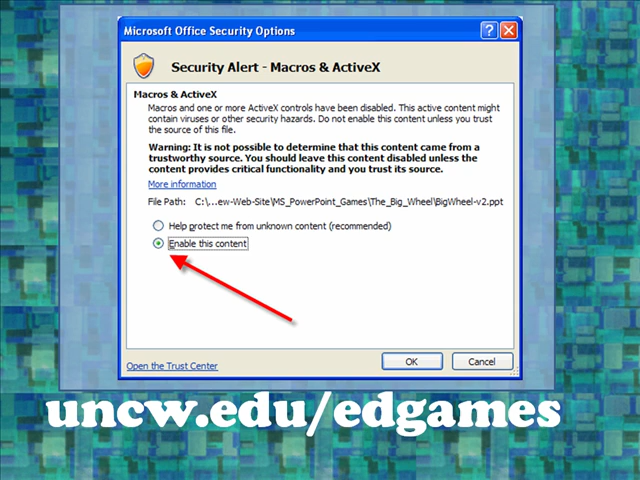 Microsoft Office Security Options
Security Alert - Macros & ActiveX
Macros & ActiveX
Macros and one or more ActiveX controls have been disabled. This active content might
contain viruses or other security hazards. Do not enable this content unless you trust
the source of this file.
Warning: It is not possible to determine that this content came from a
trustworthy source. You should leave this content disabled unless the
content provides critical functionality and you trust its source.
More information
File Path: C:\...ew-Web-Site\MS_PowerPoint_Games\The_Big_Wheel\BigWheel-v2.ppt
Help protect me from unknown content (recommended)
Enable this content
Open the Trust Center
OK
Cancel
uncw.edu/edgames